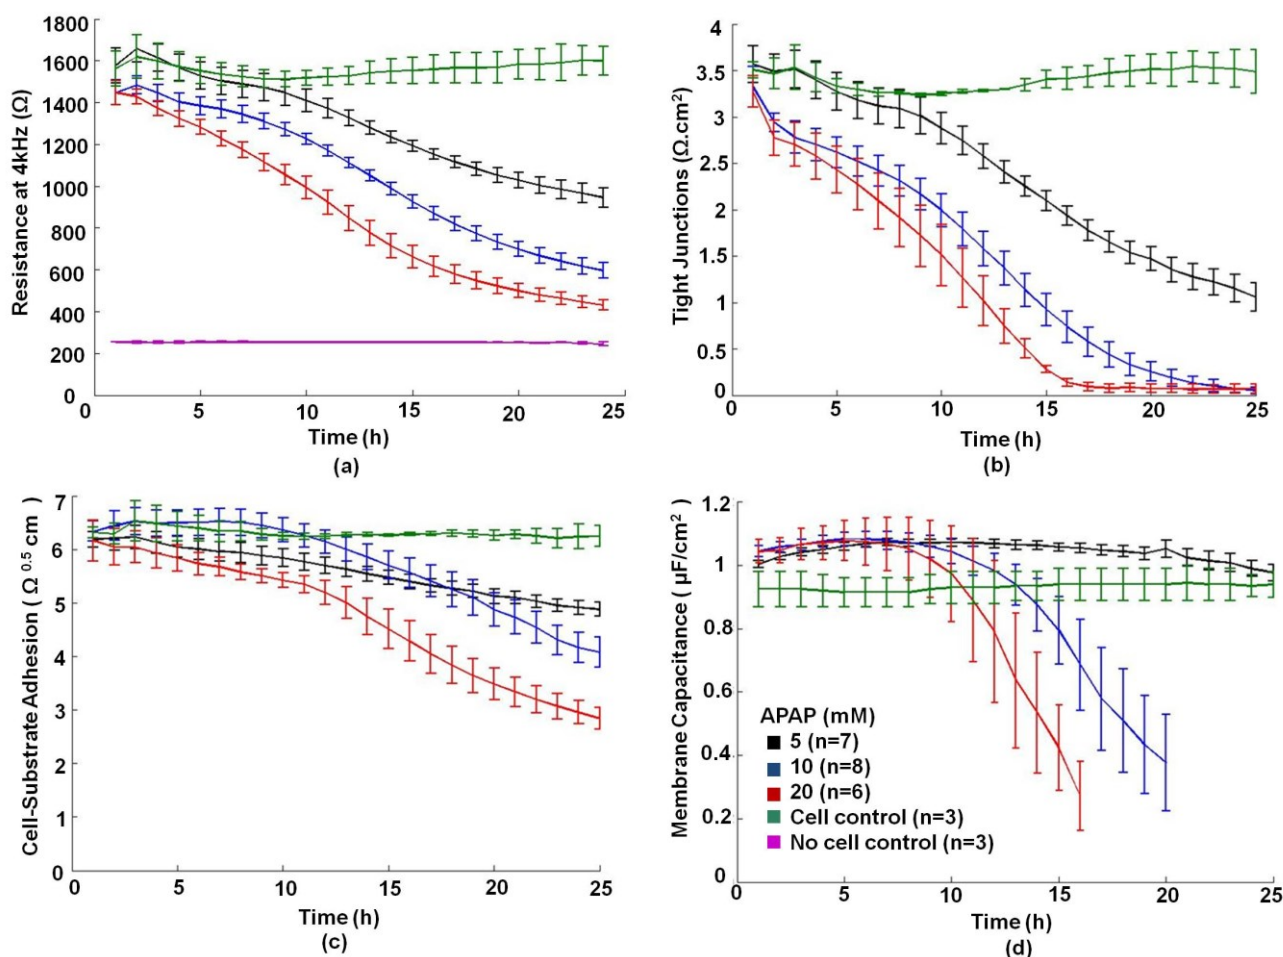 Resistance at 4kHz (Ω)
1800
1600
1400
1200
1000
800
600
400
200
0
0 5 10 15 20 25
Time (h)
(a)
Tight Junctions (Ω.cm²)
4
3.5
3
2.5
2
1.5
1
0.5
0
0 5 10 15 20 25
Time (h)
(b)
Cell-Substrate Adhesion ( Ω ⁰·⁵ cm )
7
6
5
4
3
2
1
0
0 5 10 15 20 25
Time (h)
(c)
Membrane Capacitance ( µF/cm²)
1.2
1
0.8
0.6
0.4
0.2
0
0 5 10 15 20 25
APAP (mM)
5 (n=7)
10 (n=8)
20 (n=6)
Cell control (n=3)
No cell control (n=3)
Time (h)
(d)